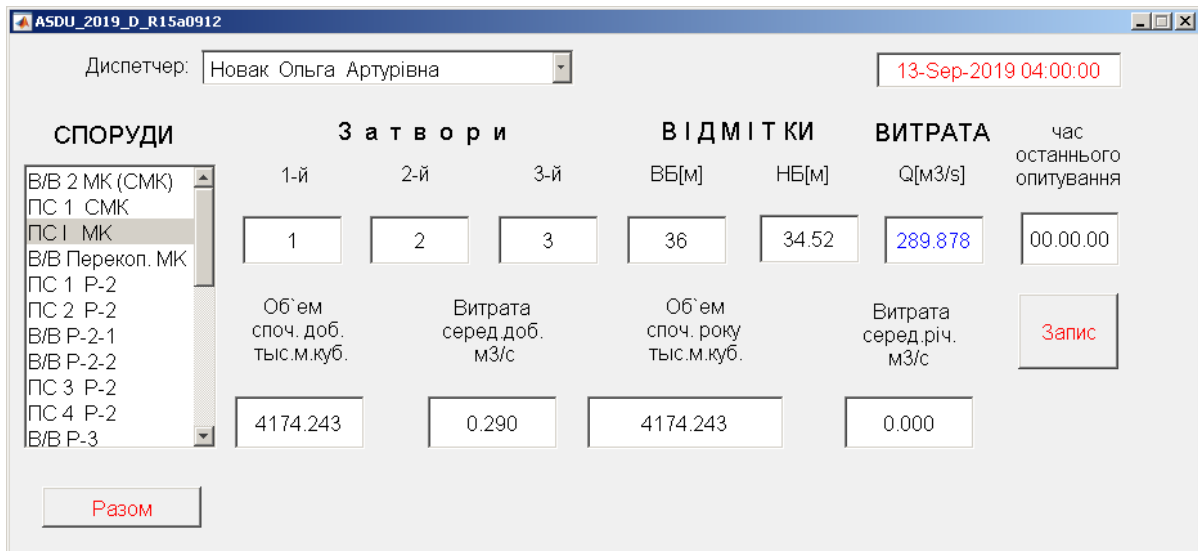 ASDU_2019_D_R15a0912
Диспетчер: Новак Ольга Артурівна
13-Sep-2019 04:00:00
СПОРУДИ
В/В 2 МК (СМК)
ПС 1 СМК
ПС І МК
В/В Перекоп. МК
ПС 1 Р-2
ПС 2 Р-2
В/В Р-2-1
В/В Р-2-2
ПС 3 Р-2
ПС 4 Р-2
В/В Р-3
З а т в о р и
1-й 2-й 3-й
1 2 3
В І Д М І Т КИ
ВБ[м] НБ[м]
36 34.52
ВИТРАТА
Q[м3/s]
289.878
час
останнього
опитування
00.00.00
Об`ем
споч. доб.
тыс.м.куб.
4174.243
Витрата
серед.доб.
м3/с
0.290
Об`ем
споч. року
тыс.м.куб.
4174.243
Витрата
серед.річ.
м3/с
0.000
Запис
Разом